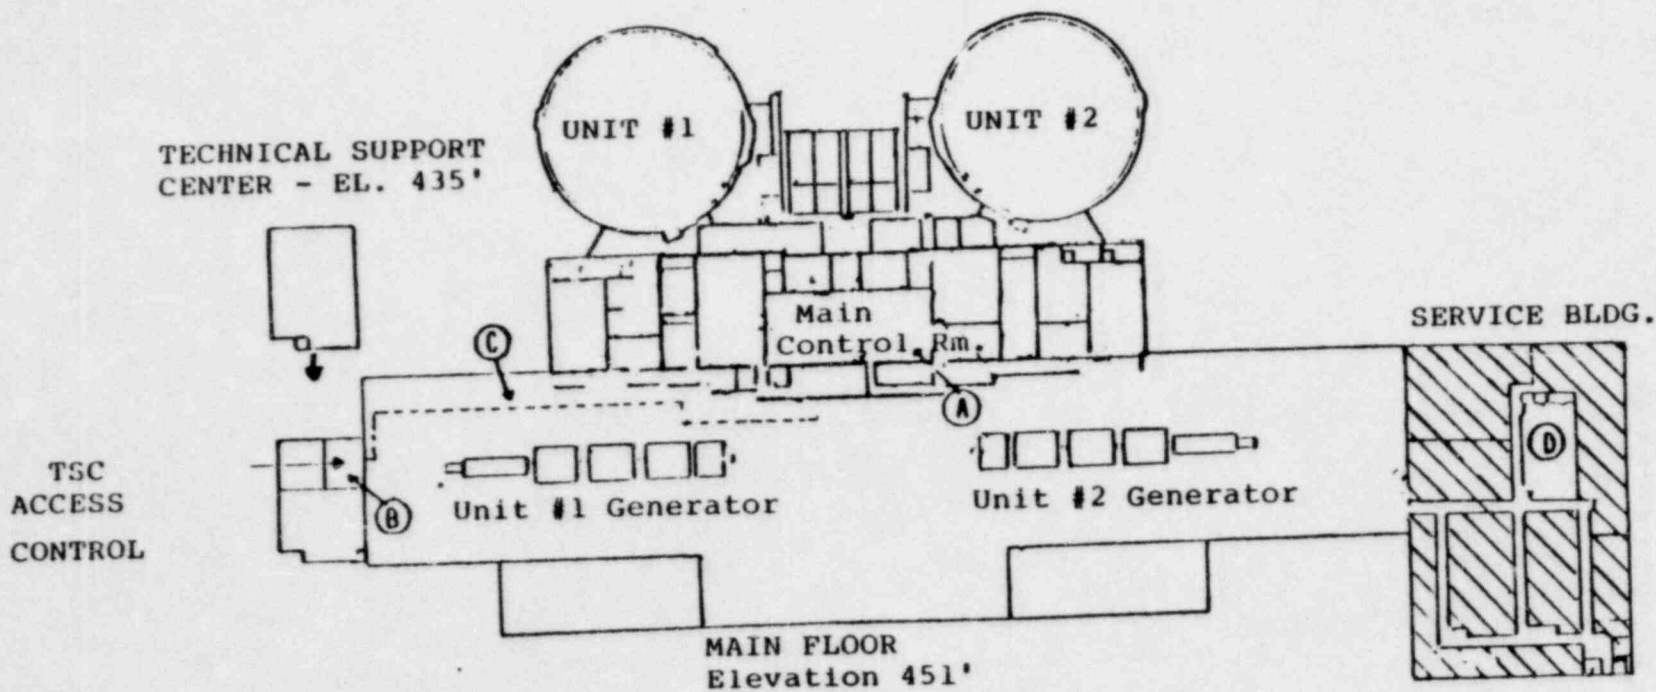 UNIT #1
UNIT #2
TECHNICAL SUPPORT
CENTER - EL. 435'
Main
Control Rm.
SERVICE BLDG.
C
A
D
TSC
ACCESS
CONTROL
B
Unit #1 Generator
Unit #2 Generator
MAIN FLOOR
Elevation 451'